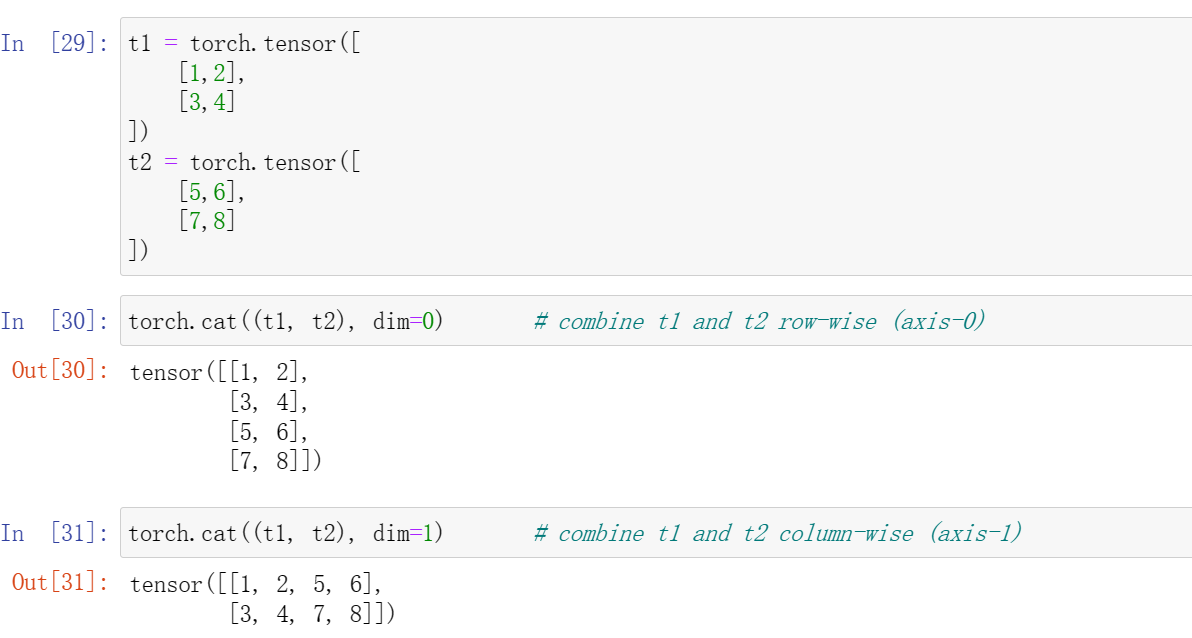 In [29]: t1 = torch.tensor([
[1,2],
[3,4]
])
t2 = torch.tensor([
[5,6],
[7,8]
])
In [30]: torch.cat((t1, t2), dim=0) # combine t1 and t2 row-wise (axis-0)
Out[30]: tensor([[1, 2],
[3, 4],
[5, 6],
[7, 8]])
In [31]: torch.cat((t1, t2), dim=1) # combine t1 and t2 column-wise (axis-1)
Out[31]: tensor([[1, 2, 5, 6],
[3, 4, 7, 8]])